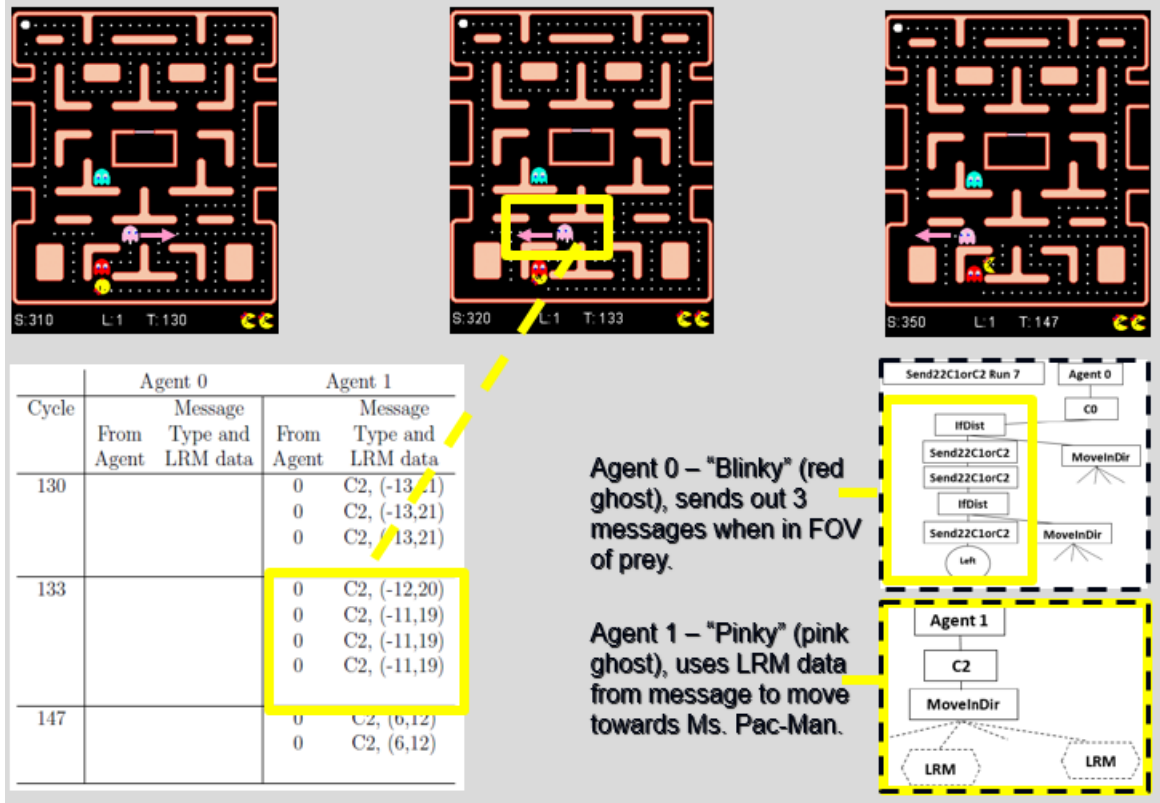 S:310 L:1 T: 130
S:320 L:1 T: 133
S:350 L:1 T: 147
Agent 0 Agent 1
Cycle Message Message
From Type and From Type and
Agent LRM data Agent LRM data
130 0 C2, (-13,21)
0 C2, (-13,21)
0 C2, (-13,21)
133 0 C2, (-12,20)
0 C2, (-11,19)
0 C2, (-11,19)
0 C2, (-11,19)
147 0 C2, (6,12)
0 C2, (6,12)
Agent 0 – "Blinky" (red
ghost), sends out 3
messages when in FOV
of prey.
Agent 1 – "Pinky" (pink
ghost), uses LRM data
from message to move
towards Ms. Pac-Man.
Send22C1orC2 Run 7 Agent 0
C0
IfDist
Send22C1orC2 MoveInDir
Send22C1orC2
IfDist
Send22C1orC2 MoveInDir
Left
Agent 1
C2
MoveInDir
LRM LRM